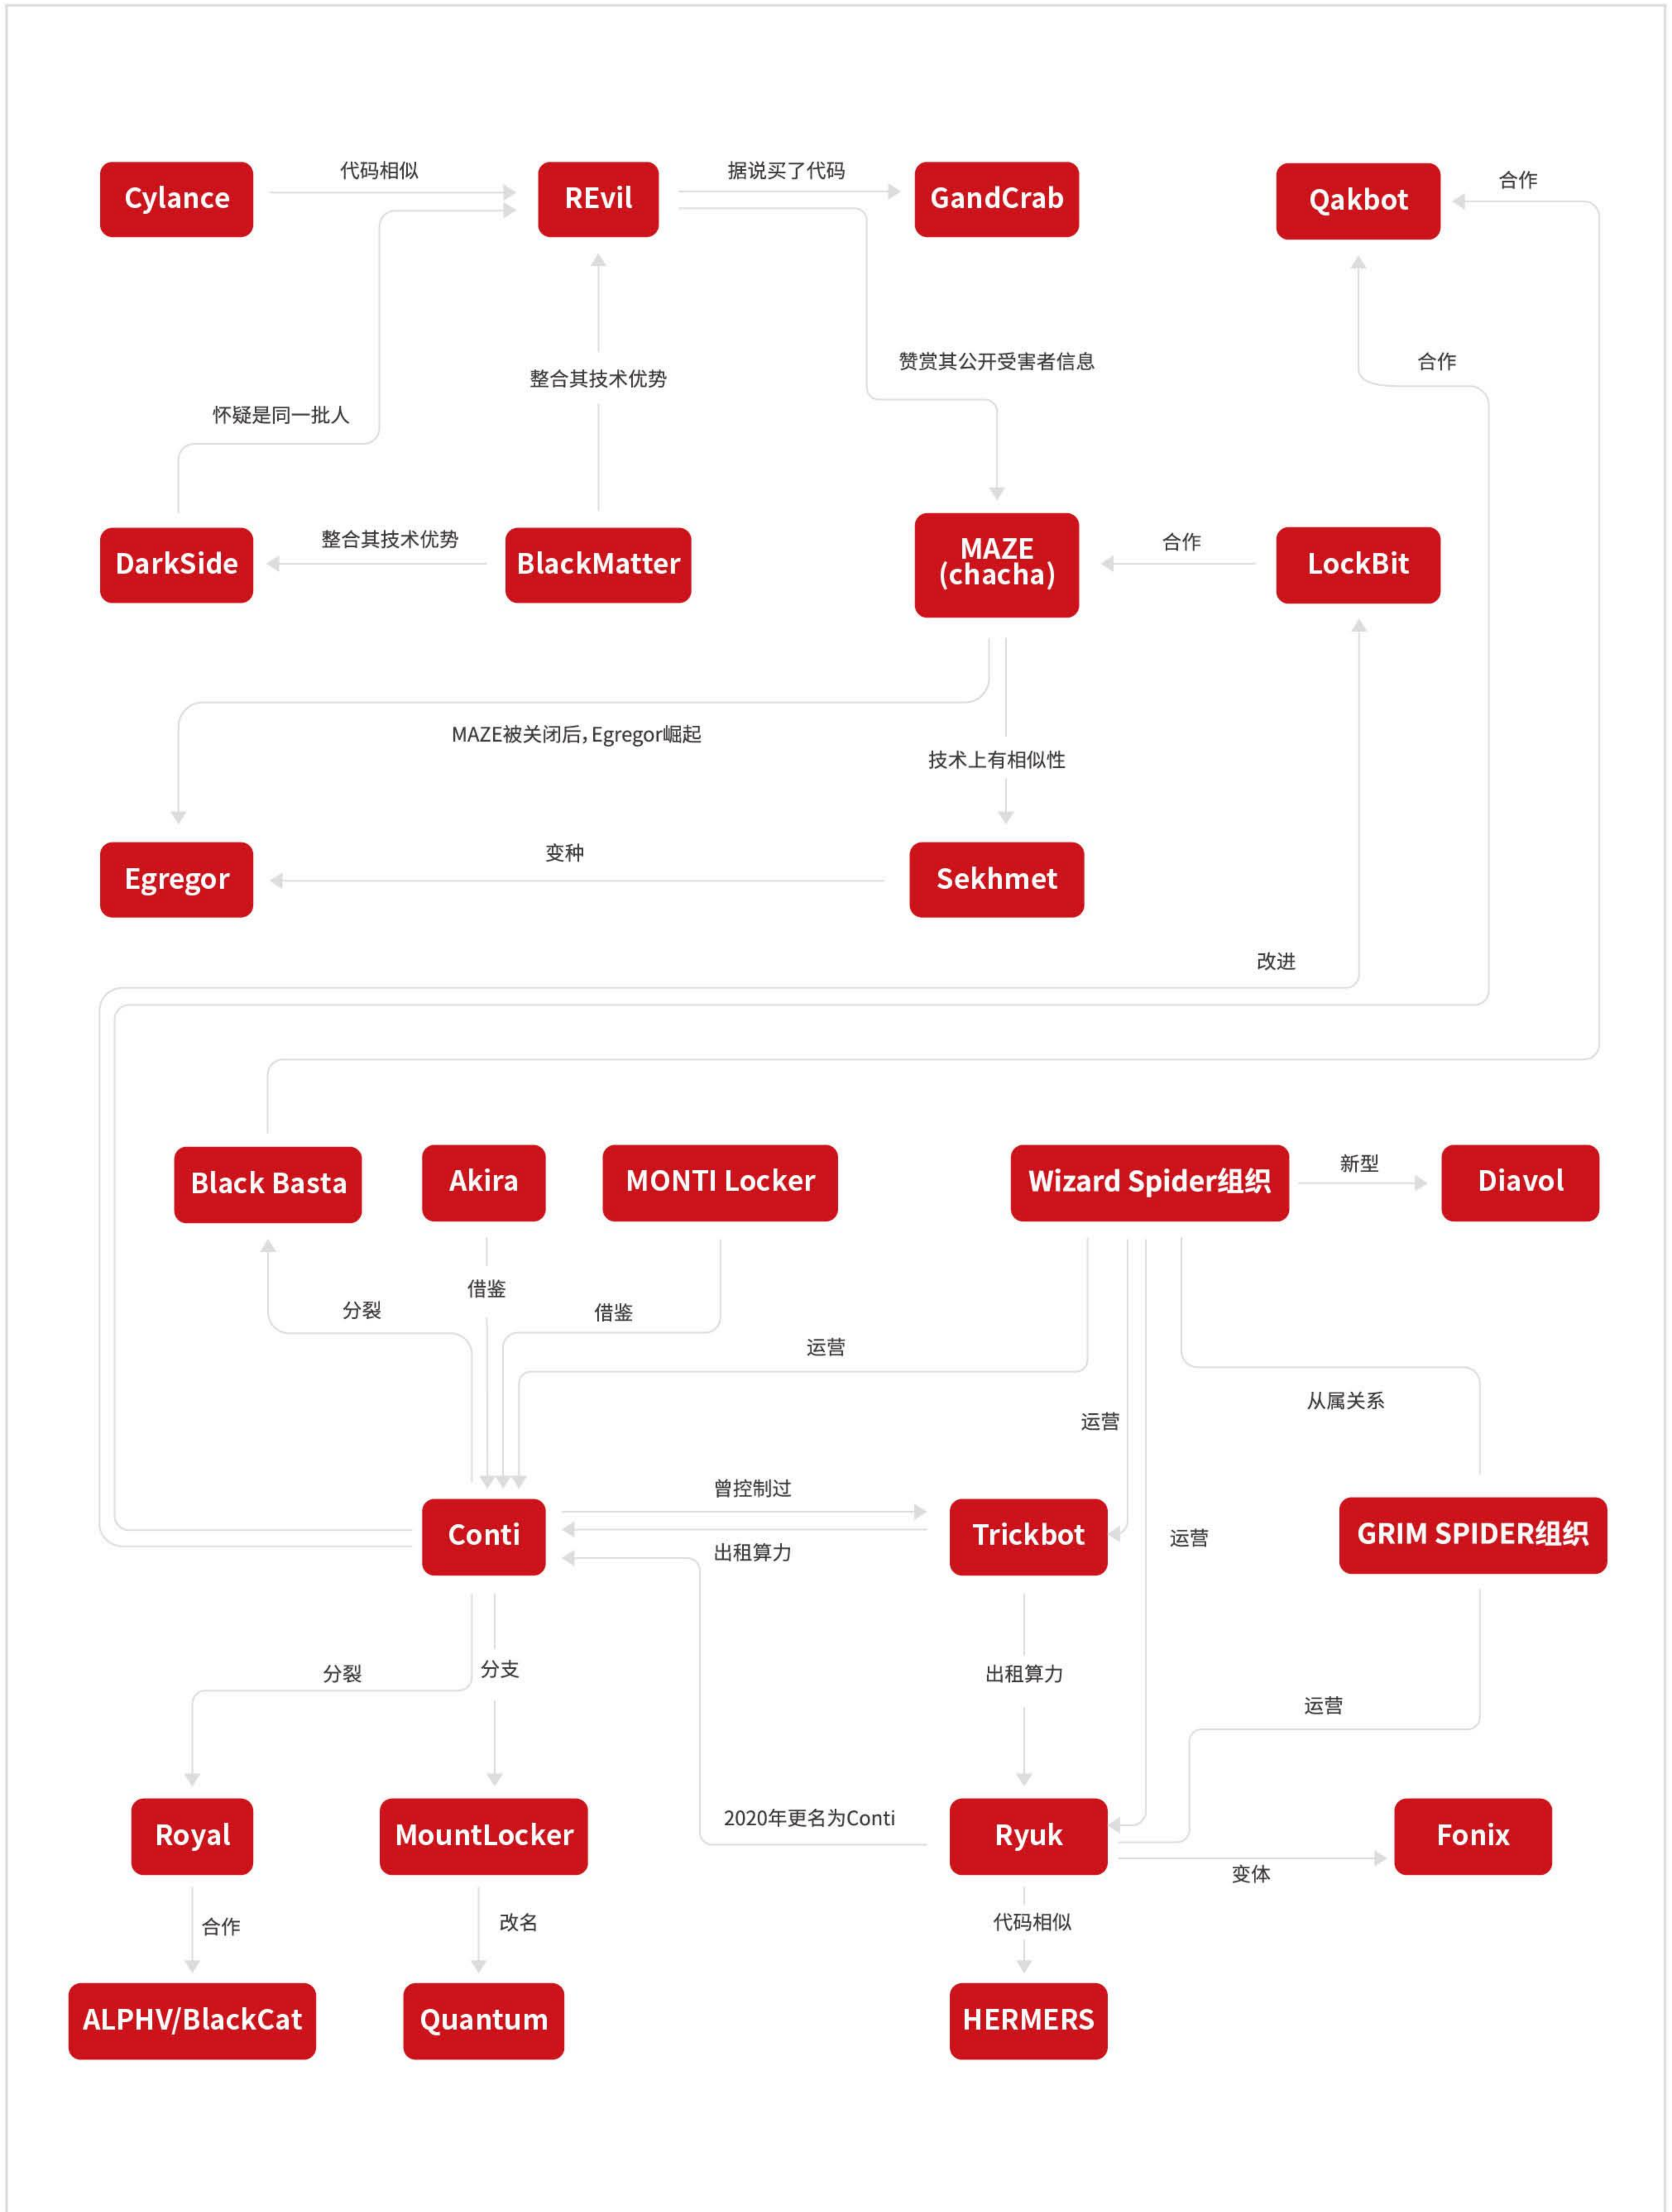 代码相似
据说买了代码
合作
Cylance
REvil
GandCrab
Qakbot
赞赏其公开受害者信息
合作
整合其技术优势
怀疑是同一批人
整合其技术优势
合作
DarkSide
BlackMatter
MAZE
(chacha)
LockBit
MAZE被关闭后，Egregor崛起
技术上有相似性
变种
Egregor
Sekhmet
改进
新型
Black Basta
Akira
MONTI Locker
Wizard Spider组织
Diavol
借鉴
分裂
借鉴
运营
从属关系
运营
曾控制过
Conti
Trickbot
运营
GRIM SPIDER组织
出租算力
分裂
分支
出租算力
运营
2020年更名为Conti
Royal
MountLocker
Ryuk
Fonix
变体
合作
改名
代码相似
ALPHV/BlackCat
Quantum
HERMERS